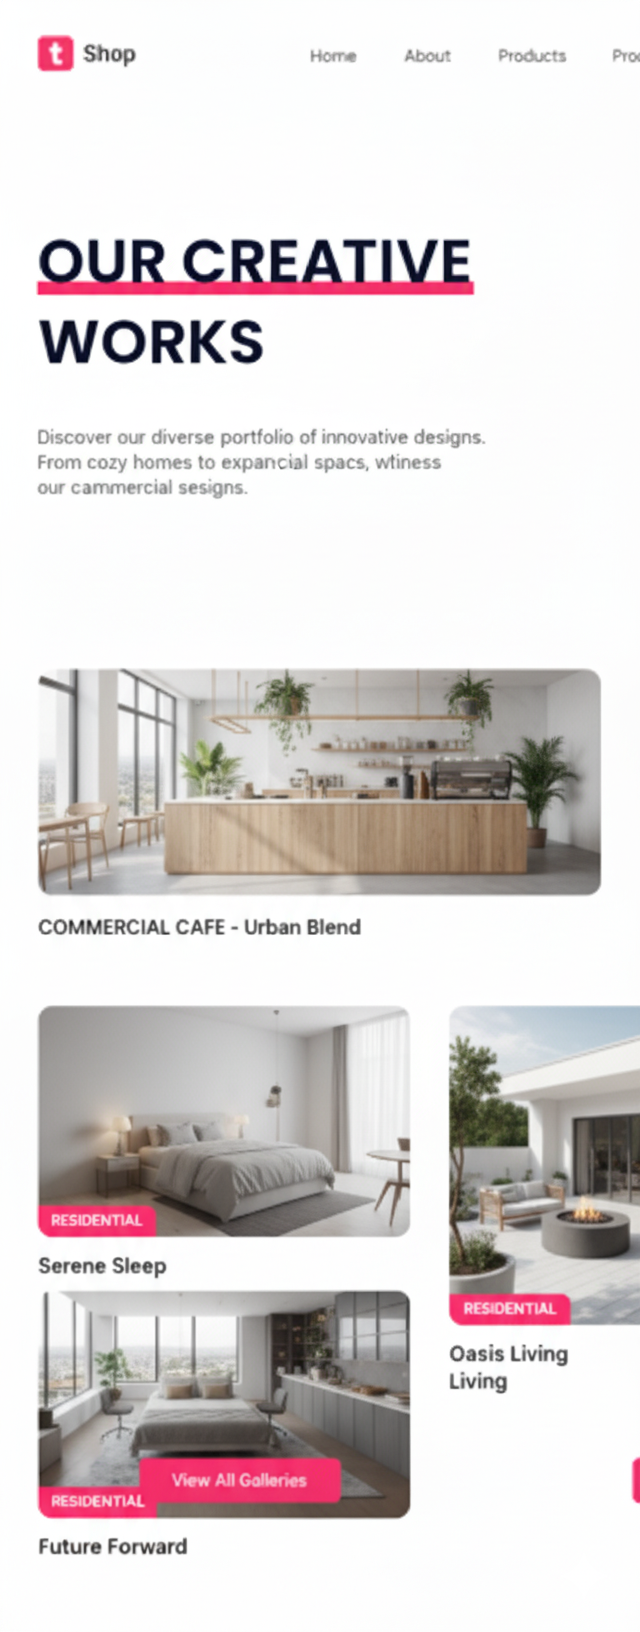 t Shop
Home About Products Proc
OUR CREATIVE
WORKS
Discover our diverse portfolio of innovative designs.
From cozy homes to expancial spacs, wtiness
our cammercial sesigns.
COMMERCIAL CAFE - Urban Blend
RESIDENTIAL
Serene Sleep
RESIDENTIAL
Oasis Living
Living
View All Galleries
RESIDENTIAL
Future Forward